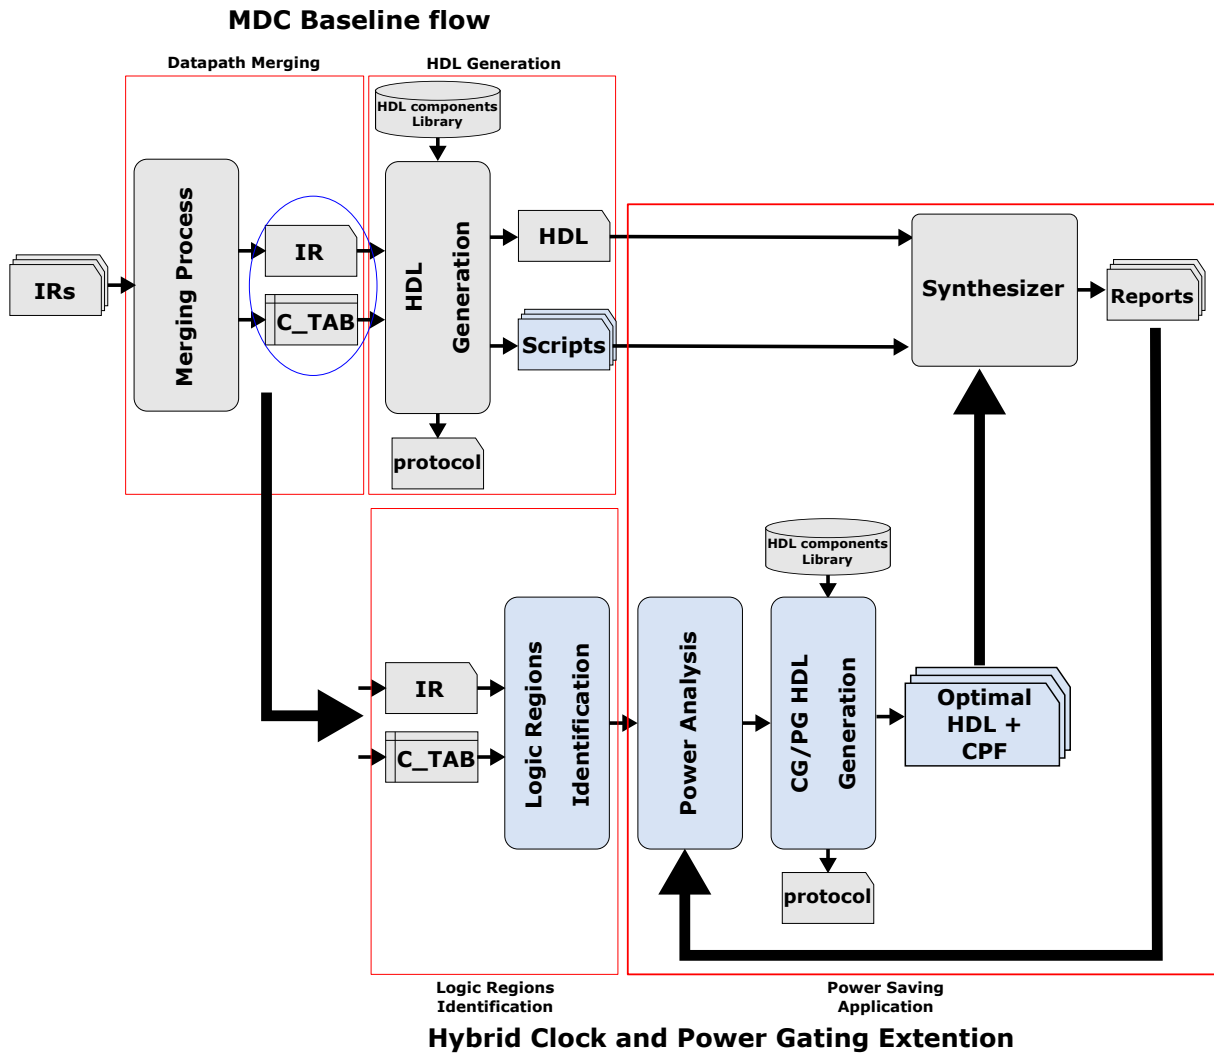 MDC Baseline flow
Datapath Merging
HDL Generation
HDL components
Library
IRs
Merging Process
IR
C_TAB
HDL
Generation
HDL
Scripts
protocol
Synthesizer
Reports
HDL components
Library
IR
C_TAB
Logic Regions
Identification
Power Analysis
CG/PG HDL
Generation
Optimal
HDL +
CPF
protocol
Logic Regions
Identification
Power Saving
Application
Hybrid Clock and Power Gating Extention